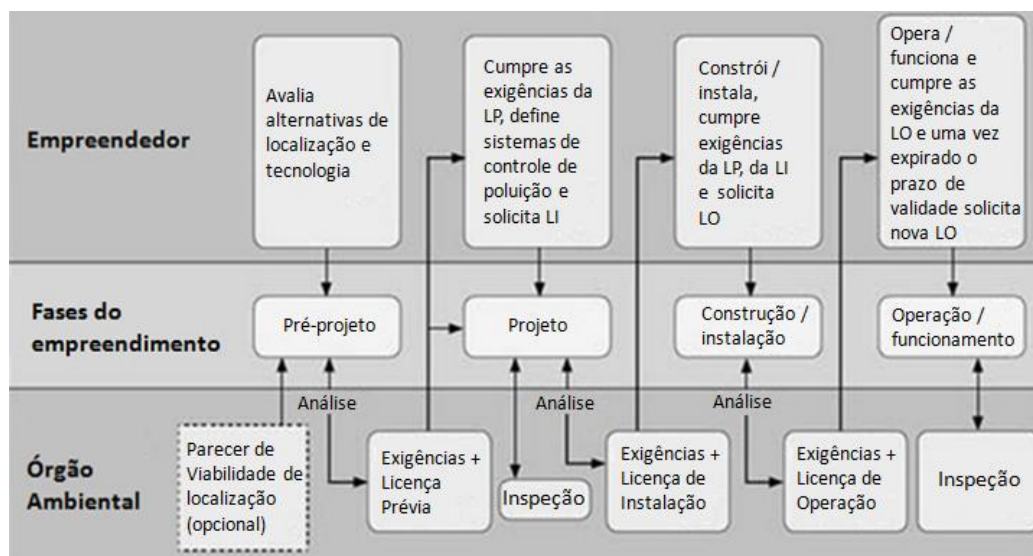 Empreendedor
Avalia
alternativas de
localização e
tecnologia
Cumpre as
exigências da
LP, define
sistemas de
controle de
poluição e
solicita LI
Constrói /
instala,
cumpre
exigências
da LP, da LI
e solicita
LO
Opera /
funciona e
cumpre as
exigências da
LO e uma vez
expirado o
prazo de
validade solicita
nova LO
Fases do
empreendimento
Pré-projeto
Projeto
Construção /
instalação
Operação /
funcionamento
Análise
Análise
Análise
Órgão
Ambiental
Parecer de
Viabilidade de
localização
(opcional)
Exigências +
Licença
Prévia
Inspeção
Exigências +
Licença de
Instalação
Exigências +
Licença de
Operação
Inspeção